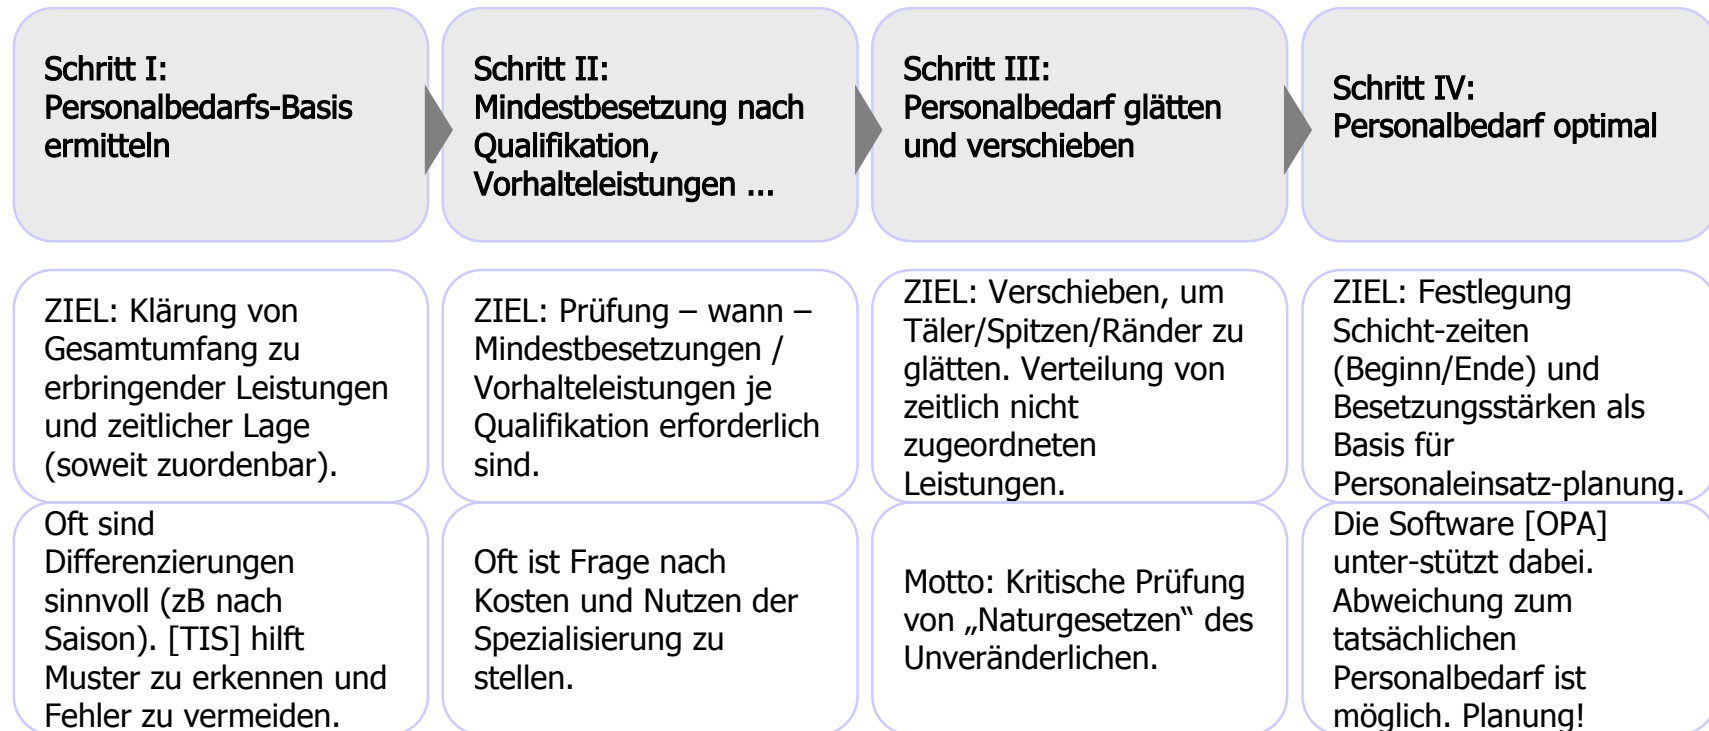 Schritt I:
Personalbedarfs-Basis
ermitteln
Schritt II:
Mindestbesetzung nach
Qualifikation,
Vorhalteleistungen ...
Schritt III:
Personalbedarf glätten
und verschieben
Schritt IV:
Personalbedarf optimal
ZIEL: Klärung von
Gesamtumfang zu
erbringender Leistungen
und zeitlicher Lage
(soweit zuordenbar).
ZIEL: Prüfung – wann –
Mindestbesetzungen /
Vorhalteleistungen je
Qualifikation erforderlich
sind.
ZIEL: Verschieben, um
Täler/Spitzen/Ränder zu
glätten. Verteilung von
zeitlich nicht
zugeordneten
Leistungen.
ZIEL: Festlegung
Schicht-zeiten
(Beginn/Ende) und
Besetzungsstärken als
Basis für
Personaleinsatz-planung.
Oft sind
Differenzierungen
sinnvoll (zB nach
Saison). [TIS] hilft
Muster zu erkennen und
Fehler zu vermeiden.
Oft ist Frage nach
Kosten und Nutzen der
Spezialisierung zu
stellen.
Motto: Kritische Prüfung
von „Naturgesetzen“ des
Unveränderlichen.
Die Software [OPA]
unter-stützt dabei.
Abweichung zum
tatsächlichen
Personalbedarf ist
möglich. Planung!